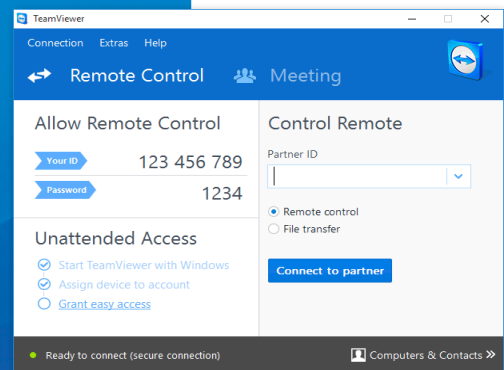 TeamViewer
Connection Extras Help
Remote Control Meeting
Allow Remote Control
Your ID 123 456 789
Password 1234
Unattended Access
Start TeamViewer with Windows
Assign device to account
Grant easy access
Control Remote
Partner ID
Remote control
File transfer
Connect to partner
Ready to connect (secure connection) Computers & Contacts